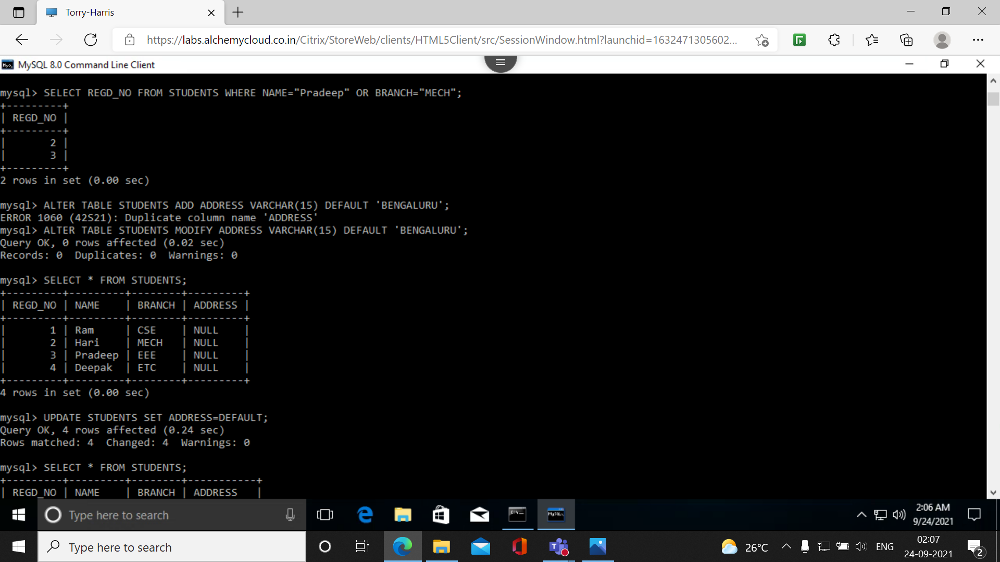 Torry-Harris
https://labs.alchemycloud.co.in/Citrix/StoreWeb/clients/HTML5Client/src/SessionWindow.html?launchid=1632471305602...
MySQL 8.0 Command Line Client
mysql> SELECT REGD_NO FROM STUDENTS WHERE NAME="Pradeep" OR BRANCH="MECH";
+---------+
| REGD_NO |
+---------+
|       2 |
|       3 |
+---------+
2 rows in set (0.00 sec)
mysql> ALTER TABLE STUDENTS ADD ADDRESS VARCHAR(15) DEFAULT 'BENGALURU';
ERROR 1060 (42S21): Duplicate column name 'ADDRESS'
mysql> ALTER TABLE STUDENTS MODIFY ADDRESS VARCHAR(15) DEFAULT 'BENGALURU';
Query OK, 0 rows affected (0.02 sec)
Records: 0  Duplicates: 0  Warnings: 0
mysql> SELECT * FROM STUDENTS;
+---------+---------+--------+---------+
| REGD_NO | NAME    | BRANCH | ADDRESS |
+---------+---------+--------+---------+
|       1 | Ram     | CSE    | NULL    |
|       2 | Hari    | MECH   | NULL    |
|       3 | Pradeep | EEE    | NULL    |
|       4 | Deepak  | ETC    | NULL    |
+---------+---------+--------+---------+
4 rows in set (0.00 sec)
mysql> UPDATE STUDENTS SET ADDRESS=DEFAULT;
Query OK, 4 rows affected (0.24 sec)
Rows matched: 4  Changed: 4  Warnings: 0
mysql> SELECT * FROM STUDENTS;
+---------+---------+--------+-----------+
| REGD_NO | NAME    | BRANCH | ADDRESS   |
Type here to search
2:06 AM
9/24/2021
Type here to search
26°C
ENG
02:07
24-09-2021
2